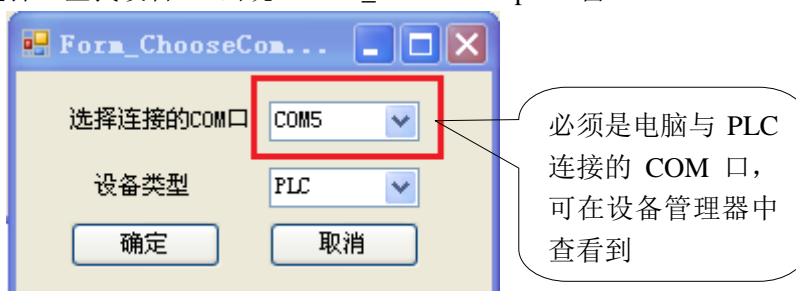 Form_ChooseCom...
选择连接的COM口
COM5
设备类型
PLC
确定
取消
必须是电脑与 PLC
连接的 COM 口，
可在设备管理器中
查看到